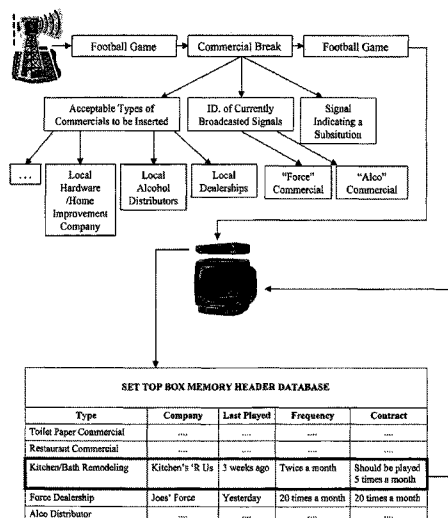 Football Game
Commercial Break
Football Game
Acceptable Types of
Commercials to be Inserted
ID. of Currently
Broadcasted Signals
Signal
Indicating a
Subsitution
...
Local
Hardware
/Home
Improvement
Company
Local
Alcohol
Distributors
Local
Dealerships
"Force"
Commercial
"Alco"
Commercial
SET TOP BOX MEMORY HEADER DATABASE
Type Company Last Played Frequency Contract
Toilet Paper Commercial .... .... .... ....
Restaurant Commercial .... .... .... ....
Kitchen/Bath Remodeling Kitchen's 'R Us 3 weeks ago Twice a month Should be played
5 times a month
Force Dealership Joes' Force Yesterday 20 times a month 20 times a month
Alco Distributor .... .... .... ....